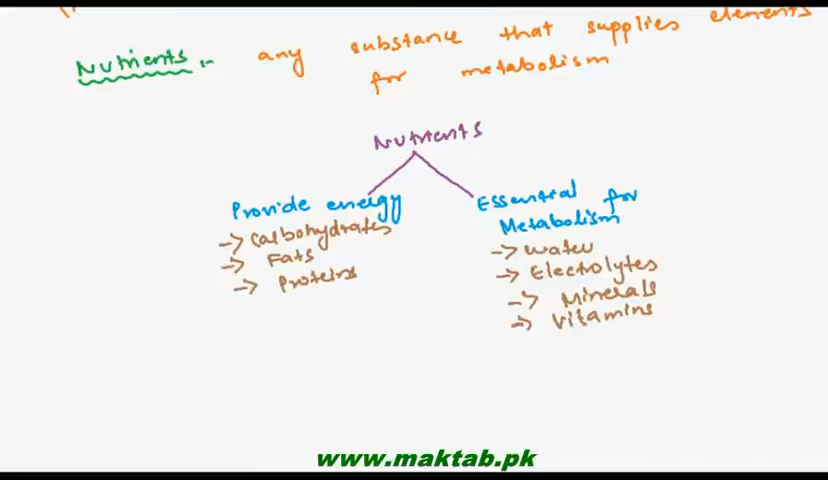 Nutrients :- any substance that supplies elements
for metabolism
Nutrients
Provide energy
-> Carbohydrates
-> Fats
-> Proteins
Essential for
Metabolism
-> Water
-> Electrolytes
-> Minerals
-> Vitamins
www.maktab.pk